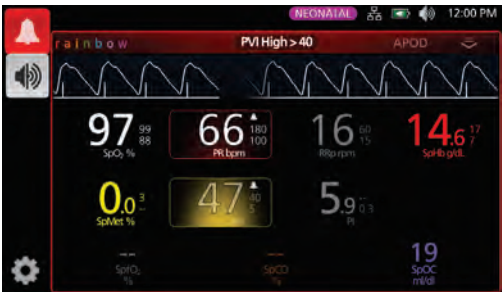 NEONATAL 12:00 PM
rainbow PVI High > 40 APOD
97 99 88 SpO₂ %
66 180 100 PR bpm
16 60 15 RRp rpm
14.6 17 7 SpHb g/dL
0.0 3 -- SpMet %
47 40 5
5.9 0.3 PI
-- SpfO₂ %
-- SpCO %
19 SpOC ml/dl